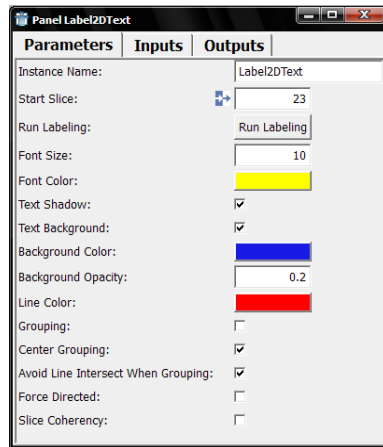 Panel Label2DText
Parameters Inputs Outputs
Instance Name: Label2DText
Start Slice: 23
Run Labeling: Run Labeling
Font Size: 10
Font Color:
Text Shadow:
Text Background:
Background Color:
Background Opacity: 0.2
Line Color:
Grouping:
Center Grouping:
Avoid Line Intersect When Grouping:
Force Directed:
Slice Coherency: